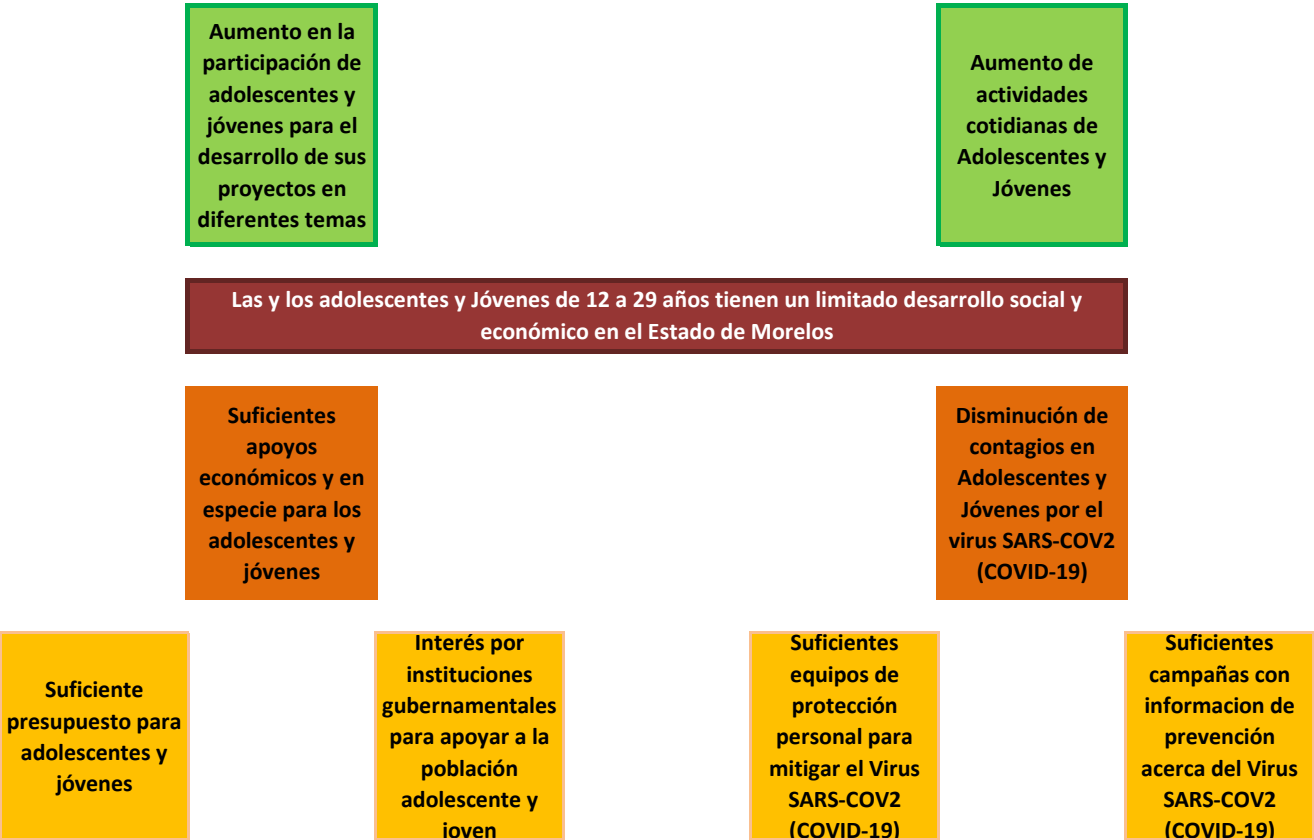 Aumento en la
participación de
adolescentes y
jóvenes para el
desarrollo de sus
proyectos en
diferentes temas
Aumento de
actividades
cotidianas de
Adolescentes y
Jóvenes
Las y los adolescentes y Jóvenes de 12 a 29 años tienen un limitado desarrollo social y
económico en el Estado de Morelos
Suficientes
apoyos
económicos y en
especie para los
adolescentes y
jóvenes
Disminución de
contagios en
Adolescentes y
Jóvenes por el
virus SARS-COV2
(COVID-19)
Suficiente
presupuesto para
adolescentes y
jóvenes
Interés por
instituciones
gubernamentales
para apoyar a la
población
adolescente y
joven
Suficientes
equipos de
protección
personal para
mitigar el Virus
SARS-COV2
(COVID-19)
Suficientes
campañas con
informacion de
prevención
acerca del Virus
SARS-COV2
(COVID-19)